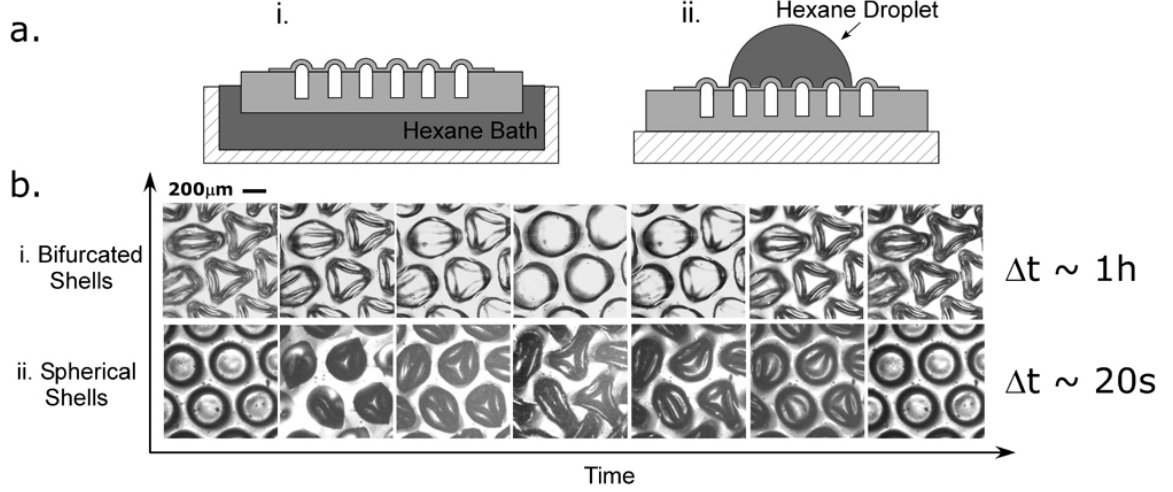 a.
i.
ii.
Hexane Droplet
Hexane Bath
b.
200μm
i. Bifurcated
Shells
Δt ~ 1h
ii. Spherical
Shells
Δt ~ 20s
Time